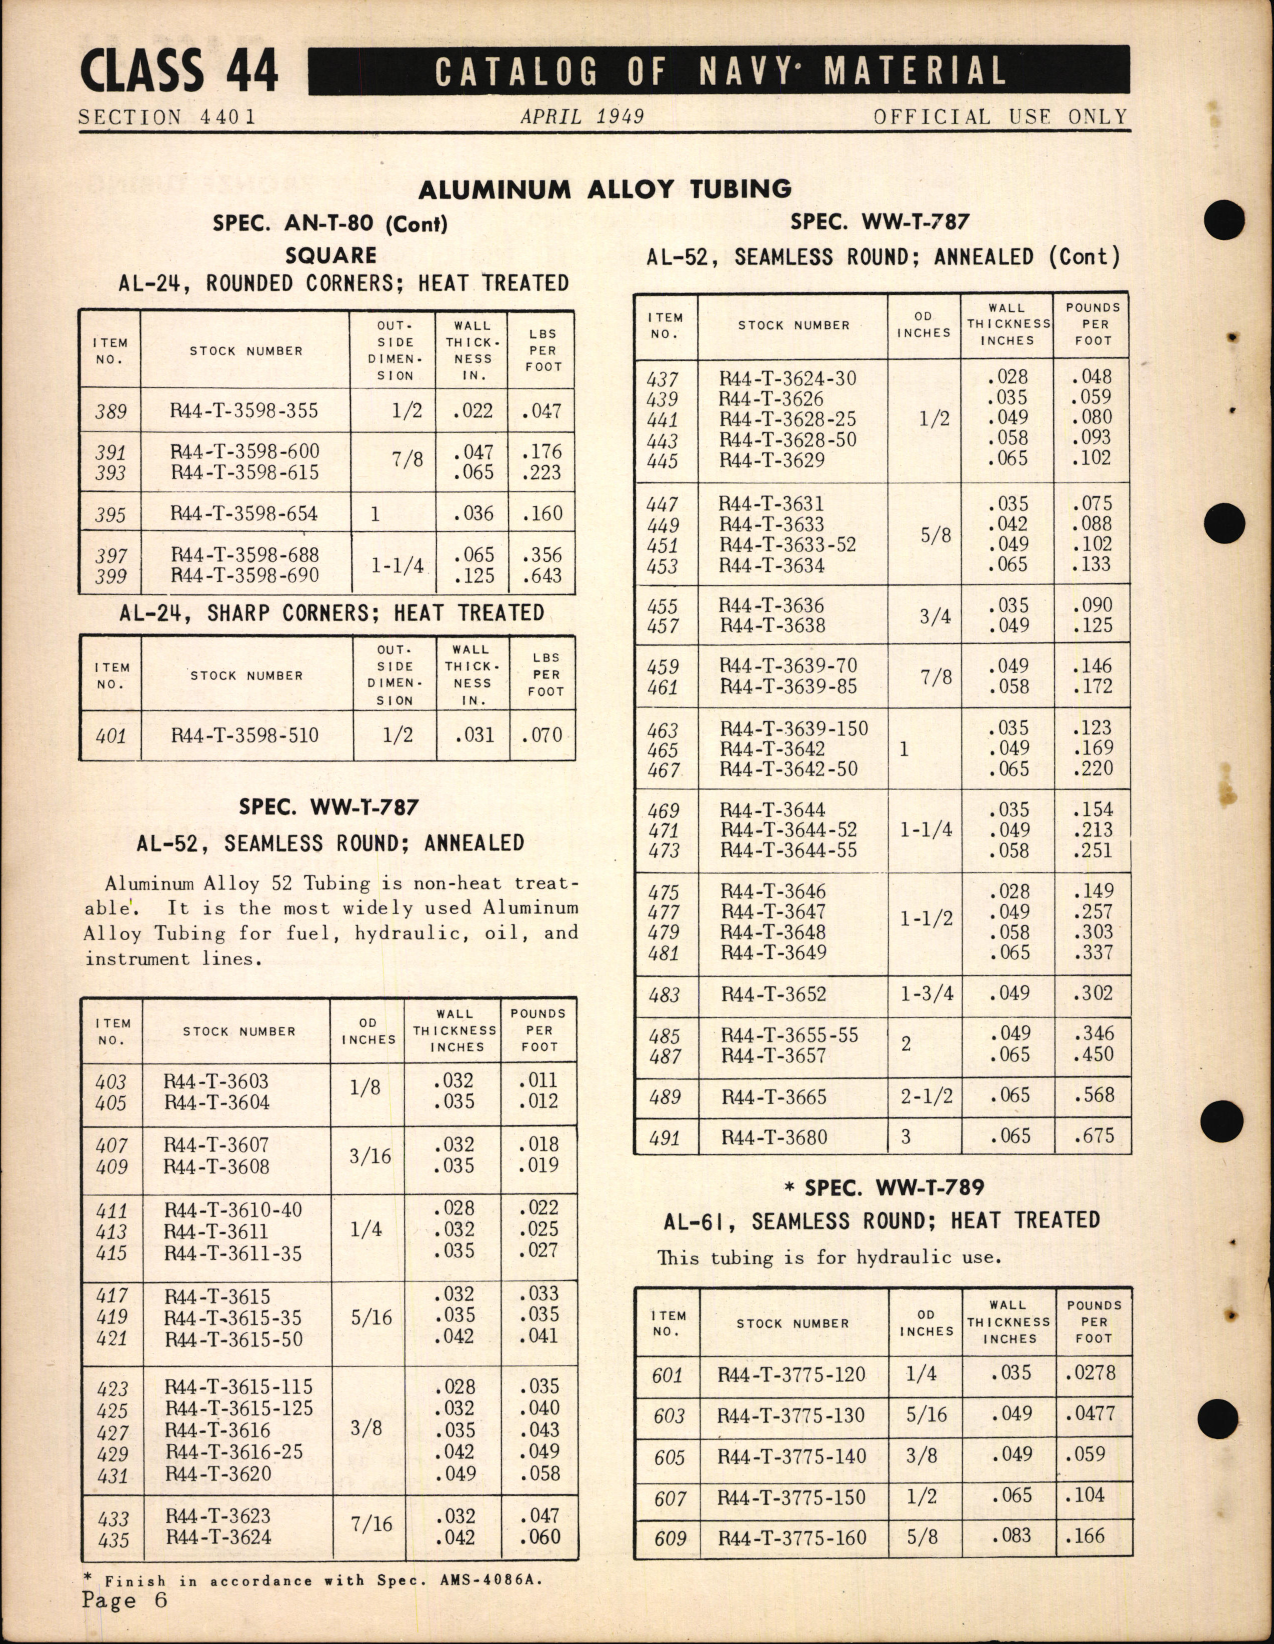 CLASS 44 CATALOG OF NAVY MATERIAL
SECTION 4401 APRIL 1949 OFFICIAL USE ONLY
ALUMINUM ALLOY TUBING
SPEC. AN-T-80 (Cont)
SQUARE
AL-24, ROUNDED CORNERS; HEAT TREATED
ITEM NO. STOCK NUMBER OUT-SIDE DIMEN-SION WALL THICK-NESS IN. LBS PER FOOT
389 R44-T-3598-355 1/2 .022 .047
391 R44-T-3598-600 7/8 .047 .176
393 R44-T-3598-615 .065 .223
395 R44-T-3598-654 1 .036 .160
397 R44-T-3598-688 1-1/4 .065 .356
399 R44-T-3598-690 .125 .643
AL-24, SHARP CORNERS; HEAT TREATED
ITEM NO. STOCK NUMBER OUT-SIDE DIMEN-SION WALL THICK-NESS IN. LBS PER FOOT
401 R44-T-3598-510 1/2 .031 .070
SPEC. WW-T-787
AL-52, SEAMLESS ROUND; ANNEALED
Aluminum Alloy 52 Tubing is non-heat treat-
able. It is the most widely used Aluminum
Alloy Tubing for fuel, hydraulic, oil, and
instrument lines.
ITEM NO. STOCK NUMBER OD INCHES WALL THICKNESS INCHES POUNDS PER FOOT
403 R44-T-3603 1/8 .032 .011
405 R44-T-3604 .035 .012
407 R44-T-3607 3/16 .032 .018
409 R44-T-3608 .035 .019
411 R44-T-3610-40 1/4 .028 .022
413 R44-T-3611 .032 .025
415 R44-T-3611-35 .035 .027
417 R44-T-3615 5/16 .032 .033
419 R44-T-3615-35 .035 .035
421 R44-T-3615-50 .042 .041
423 R44-T-3615-115 3/8 .028 .035
425 R44-T-3615-125 .032 .040
427 R44-T-3616 .035 .043
429 R44-T-3616-25 .042 .049
431 R44-T-3620 .049 .058
433 R44-T-3623 7/16 .032 .047
435 R44-T-3624 .042 .060
* Finish in accordance with Spec. AMS-4086A.
Page 6
SPEC. WW-T-787
AL-52, SEAMLESS ROUND; ANNEALED (Cont)
ITEM NO. STOCK NUMBER OD INCHES WALL THICKNESS INCHES POUNDS PER FOOT
437 R44-T-3624-30 1/2 .028 .048
439 R44-T-3626 .035 .059
441 R44-T-3628-25 .049 .080
443 R44-T-3628-50 .058 .093
445 R44-T-3629 .065 .102
447 R44-T-3631 5/8 .035 .075
449 R44-T-3633 .042 .088
451 R44-T-3633-52 .049 .102
453 R44-T-3634 .065 .133
455 R44-T-3636 3/4 .035 .090
457 R44-T-3638 .049 .125
459 R44-T-3639-70 7/8 .049 .146
461 R44-T-3639-85 .058 .172
463 R44-T-3639-150 1 .035 .123
465 R44-T-3642 .049 .169
467 R44-T-3642-50 .065 .220
469 R44-T-3644 1-1/4 .035 .154
471 R44-T-3644-52 .049 .213
473 R44-T-3644-55 .058 .251
475 R44-T-3646 1-1/2 .028 .149
477 R44-T-3647 .049 .257
479 R44-T-3648 .058 .303
481 R44-T-3649 .065 .337
483 R44-T-3652 1-3/4 .049 .302
485 R44-T-3655-55 2 .049 .346
487 R44-T-3657 .065 .450
489 R44-T-3665 2-1/2 .065 .568
491 R44-T-3680 3 .065 .675
* SPEC. WW-T-789
AL-61, SEAMLESS ROUND; HEAT TREATED
This tubing is for hydraulic use.
ITEM NO. STOCK NUMBER OD INCHES WALL THICKNESS INCHES POUNDS PER FOOT
601 R44-T-3775-120 1/4 .035 .0278
603 R44-T-3775-130 5/16 .049 .0477
605 R44-T-3775-140 3/8 .049 .059
607 R44-T-3775-150 1/2 .065 .104
609 R44-T-3775-160 5/8 .083 .166